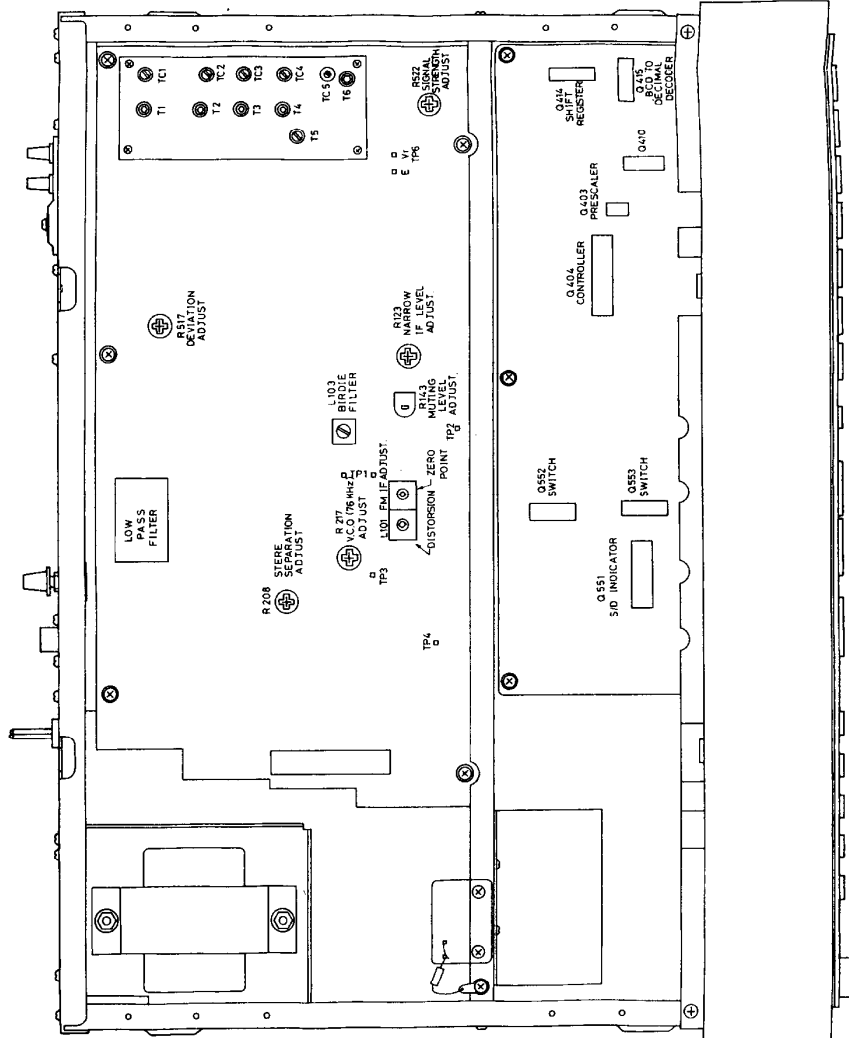 TC1
TC2
TC3
TC4
TC5
T6
T1
T2
T3
T4
T5
R522
SIGNAL
STRENGTH
ADJUST
E Vr
TP6
Q414
SHIFT
REGISTER
Q415
BCD TO
DECIMAL
DECODER
Q410
Q403
PRESCALER
Q404
CONTROLLER
R517
DEVIATION
ADJUST
R123
NARROW
IF LEVEL
ADJUST
L103
BIRDIE
FILTER
R143
MUTING
LEVEL
ADJUST.
TP2
LOW
PASS
FILTER
TP1
L101 FM IF ADJUST.
ZERO
POINT
DISTORSION
R 217
V.C.O (76 KHz)
ADJUST
STERE
SEPARATION
ADJUST
R 208
TP3
TP4
Q552
SWITCH
Q553
SWITCH
Q551
S/D INDICATOR